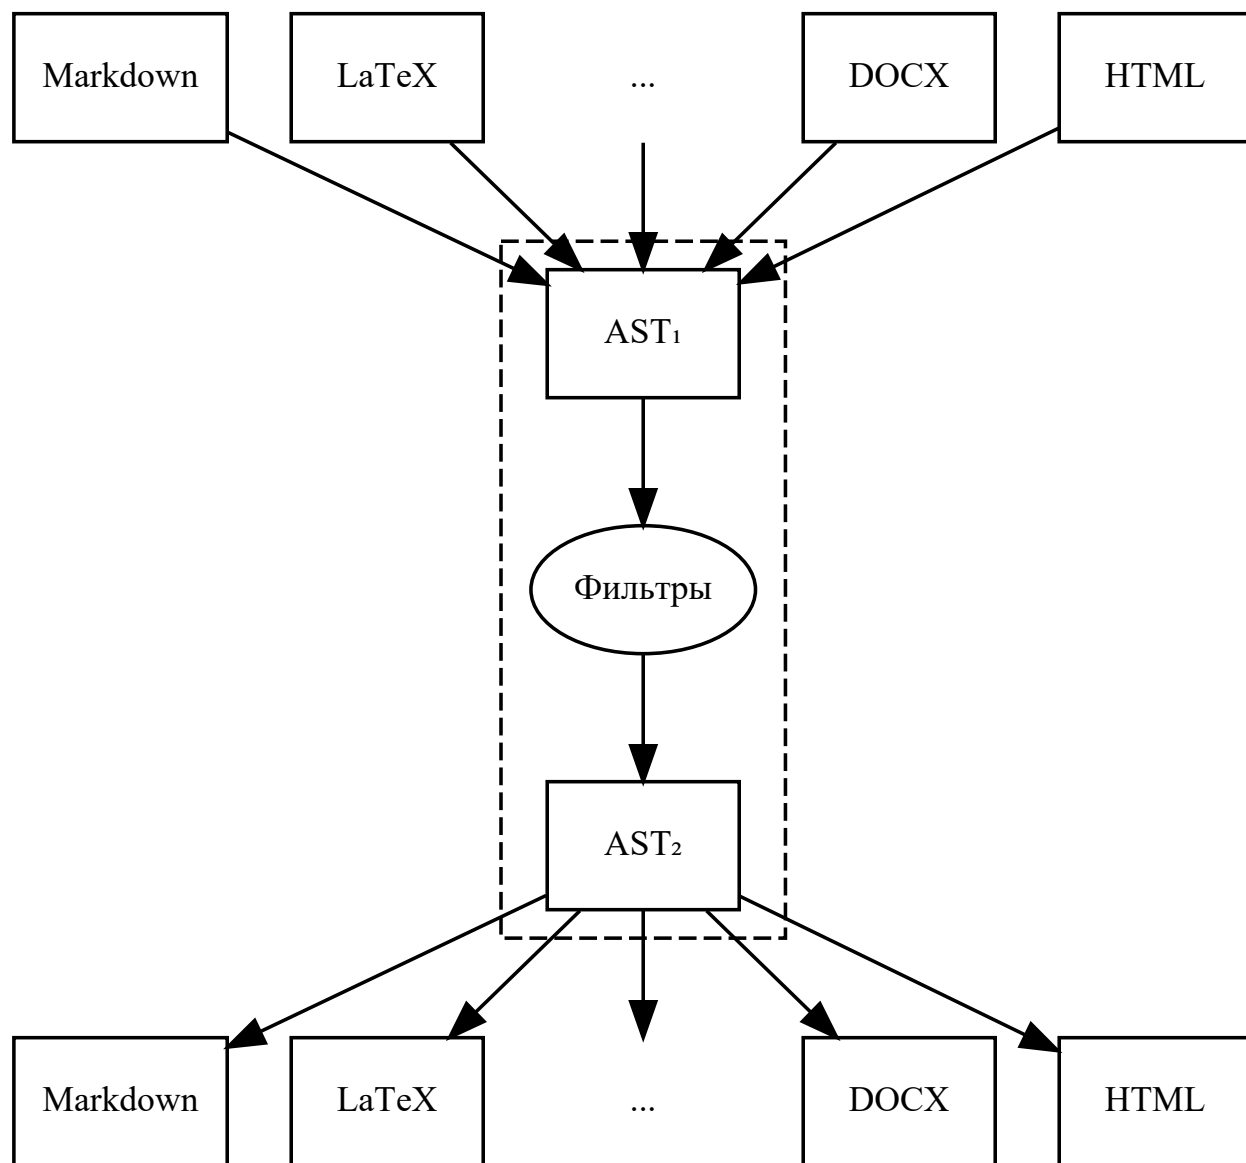 Markdown
LaTeX
...
DOCX
HTML
AST₁
Фильтры
AST₂
Markdown
LaTeX
...
DOCX
HTML